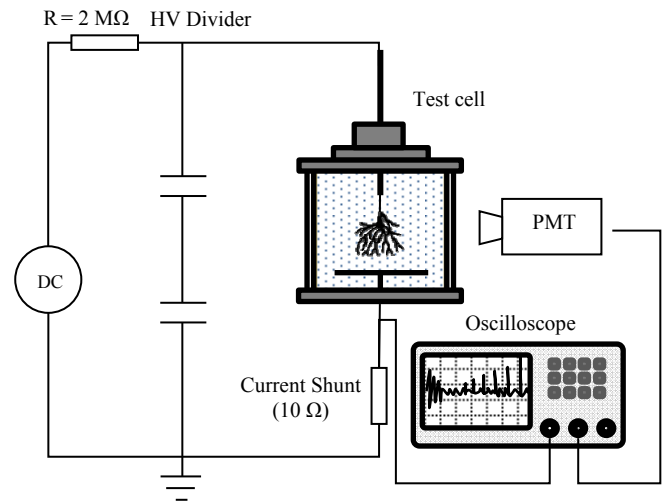 R = 2 MΩ
HV Divider
Test cell
PMT
DC
Oscilloscope
Current Shunt
(10 Ω)